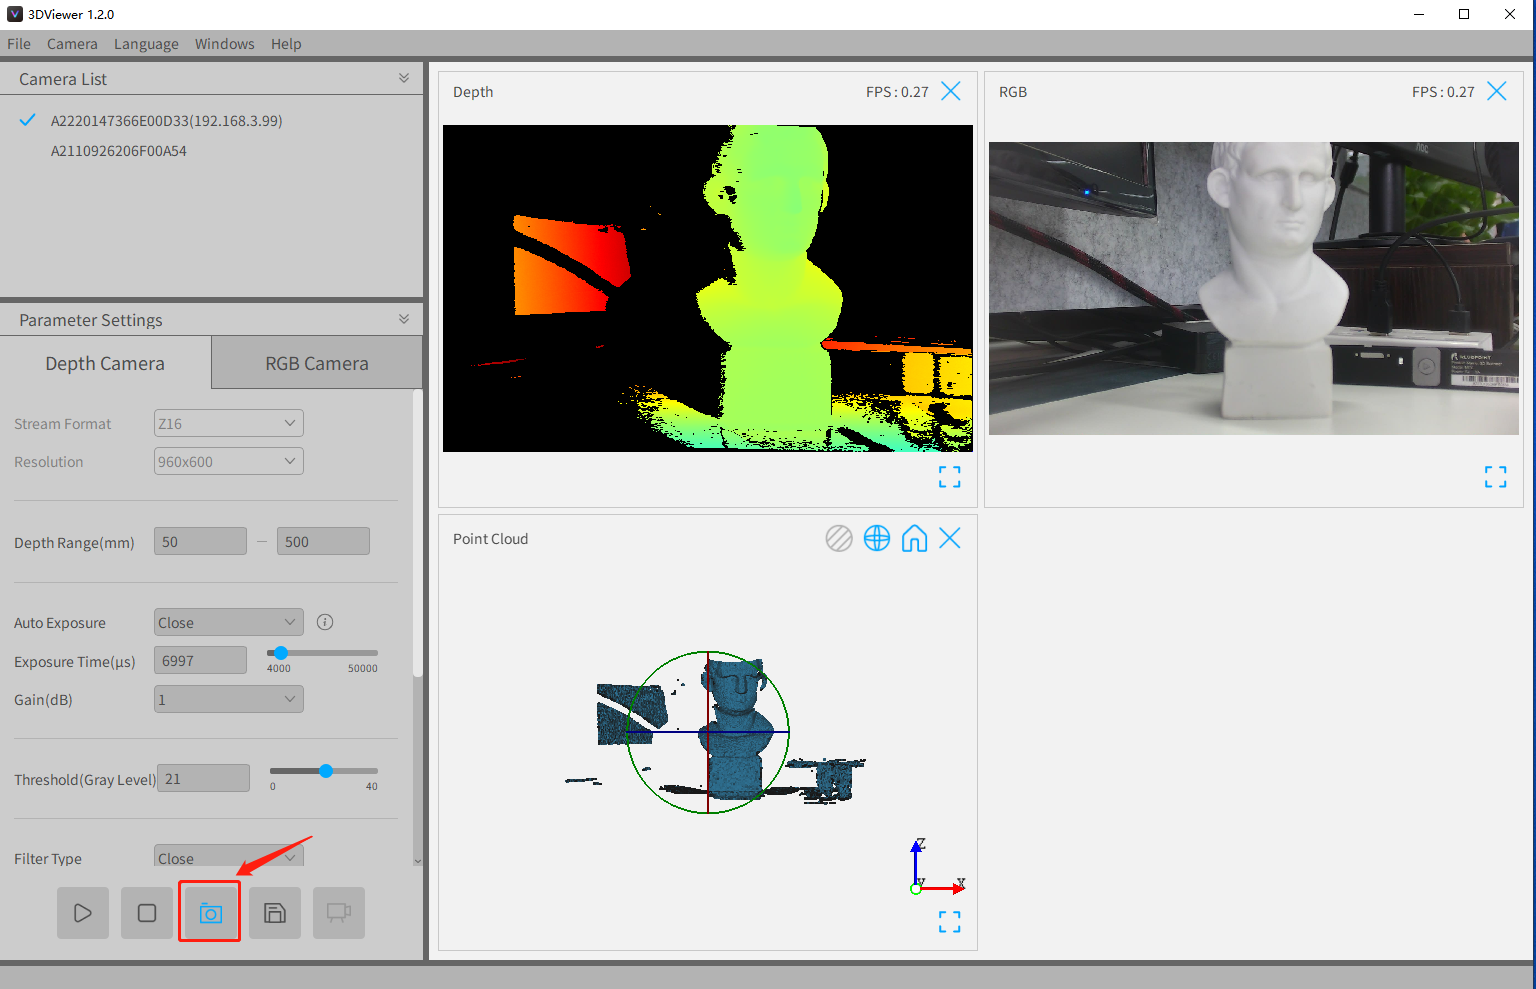 3DViewer 1.2.0
File Camera Language Windows Help
Camera List
A2220147366E00D33(192.168.3.99)
A2110926206F00A54
Parameter Settings
Depth Camera
RGB Camera
Stream Format Z16
Resolution 960x600
Depth Range(mm) 50 — 500
Auto Exposure Close
Exposure Time(μs) 6997
4000 50000
Gain(dB) 1
Threshold(Gray Level) 21
0 40
Filter Type Close
Depth FPS : 0.27
RGB FPS : 0.27
Point Cloud
Z
Y X